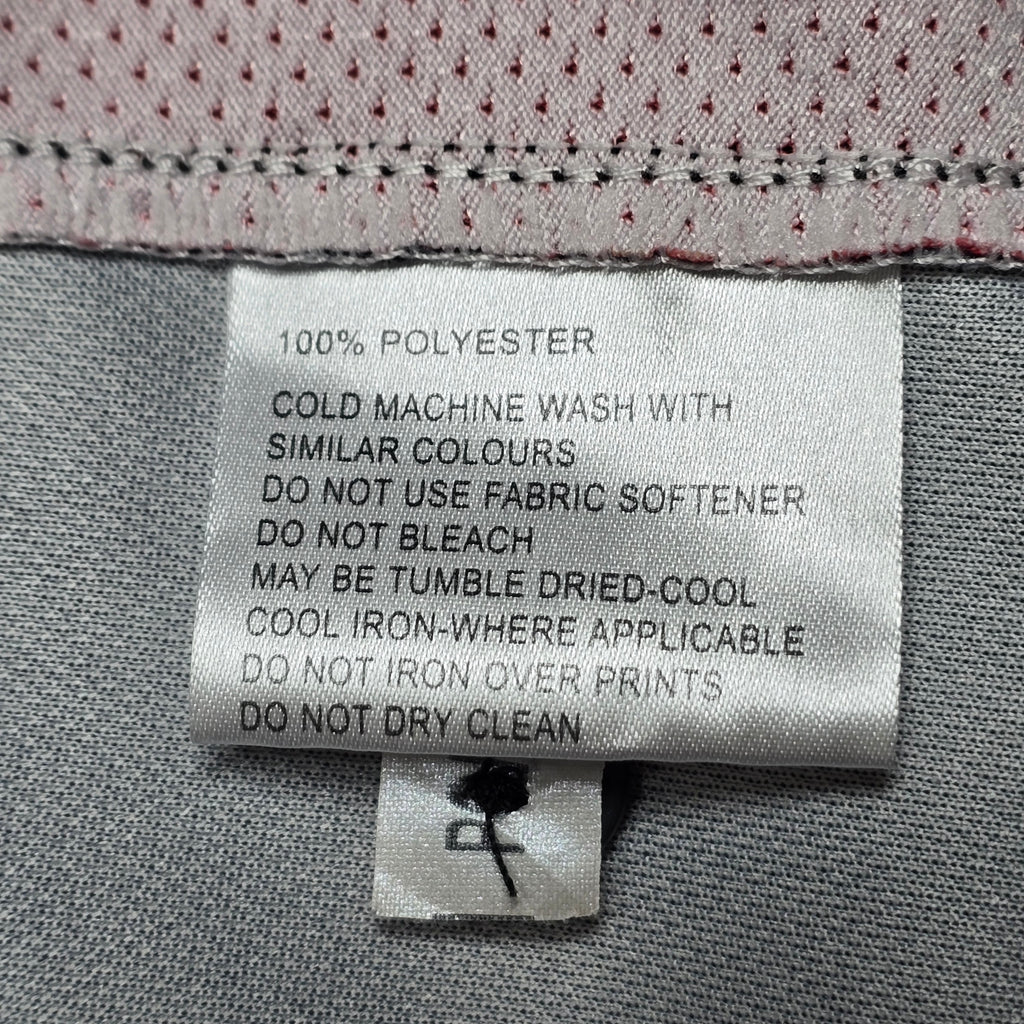 100% POLYESTER
COLD MACHINE WASH WITH
SIMILAR COLOURS
DO NOT USE FABRIC SOFTENER
DO NOT BLEACH
MAY BE TUMBLE DRIED-COOL
COOL IRON-WHERE APPLICABLE
DO NOT IRON OVER PRINTS
DO NOT DRY CLEAN